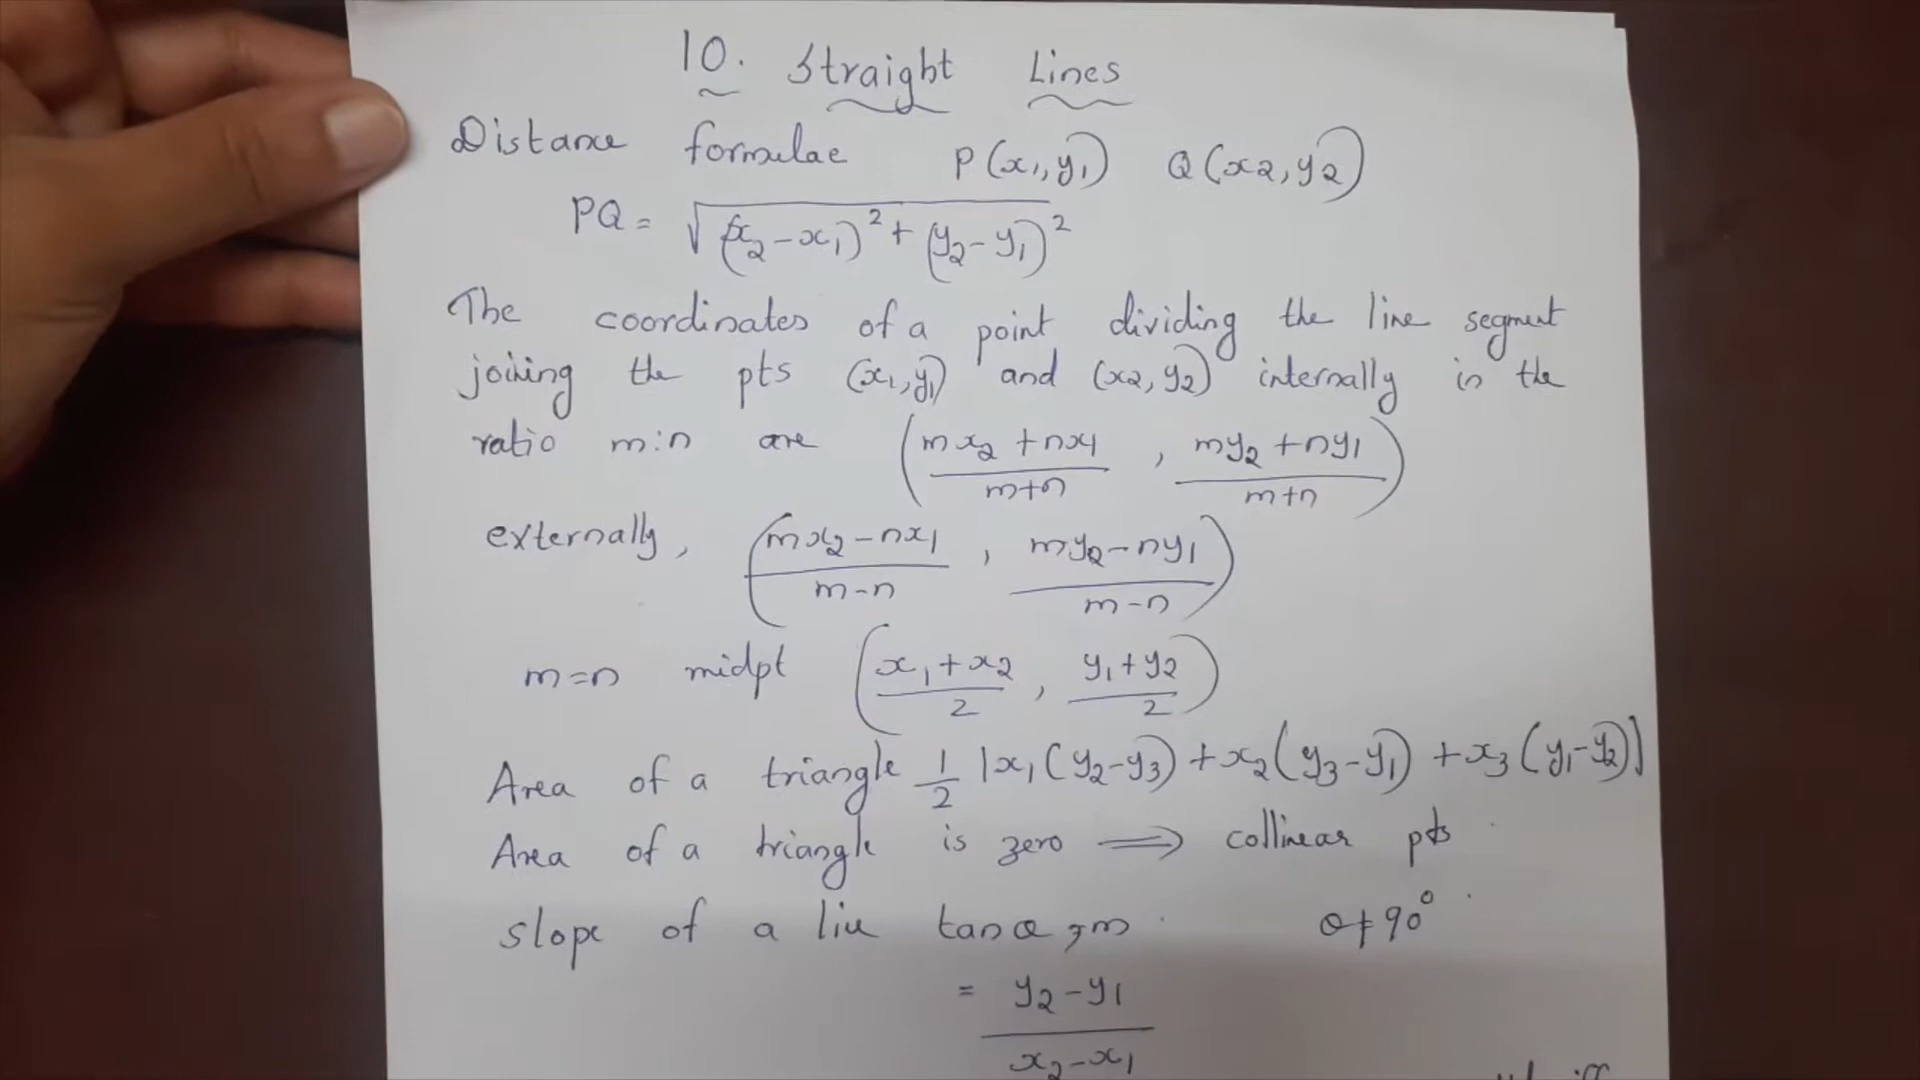 10. Straight Lines
Distance formulae P(x₁,y₁) Q(x₂,y₂)
PQ = √((x₂-x₁)²+(y₂-y₁)²)
The coordinates of a point dividing the line segment
joining the pts (x₁,y₁) and (x₂,y₂) internally in the
ratio m:n are ((mx₂+nx₁)/(m+n), (my₂+ny₁)/(m+n))
externally, ((mx₂-nx₁)/(m-n), (my₂-ny₁)/(m-n))
m=n midpt ((x₁+x₂)/2, (y₁+y₂)/2)
Area of a triangle 1/2 |x₁(y₂-y₃)+x₂(y₃-y₁)+x₃(y₁-y₂)|
Area of a triangle is zero ⟹ collinear pts
slope of a line tanθ = m θ≠90°
= (y₂-y₁)/(x₂-x₁)